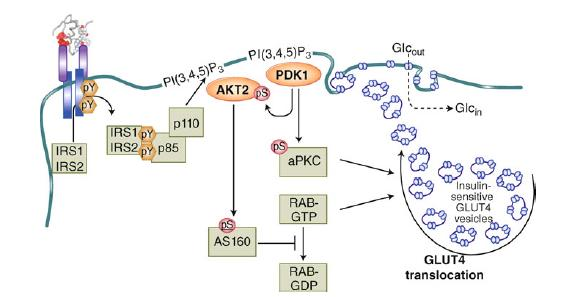 pY
pY
IRS1
IRS2
IRS1
IRS2
pY
pY
p85
p110
PI(3,4,5)P3
PI(3,4,5)P3
AKT2
pS
PDK1
pS
aPKC
RAB-
GTP
pS
AS160
RAB-
GDP
Glcout
Glcin
Insulin-
sensitive
GLUT4
vesicles
GLUT4
translocation